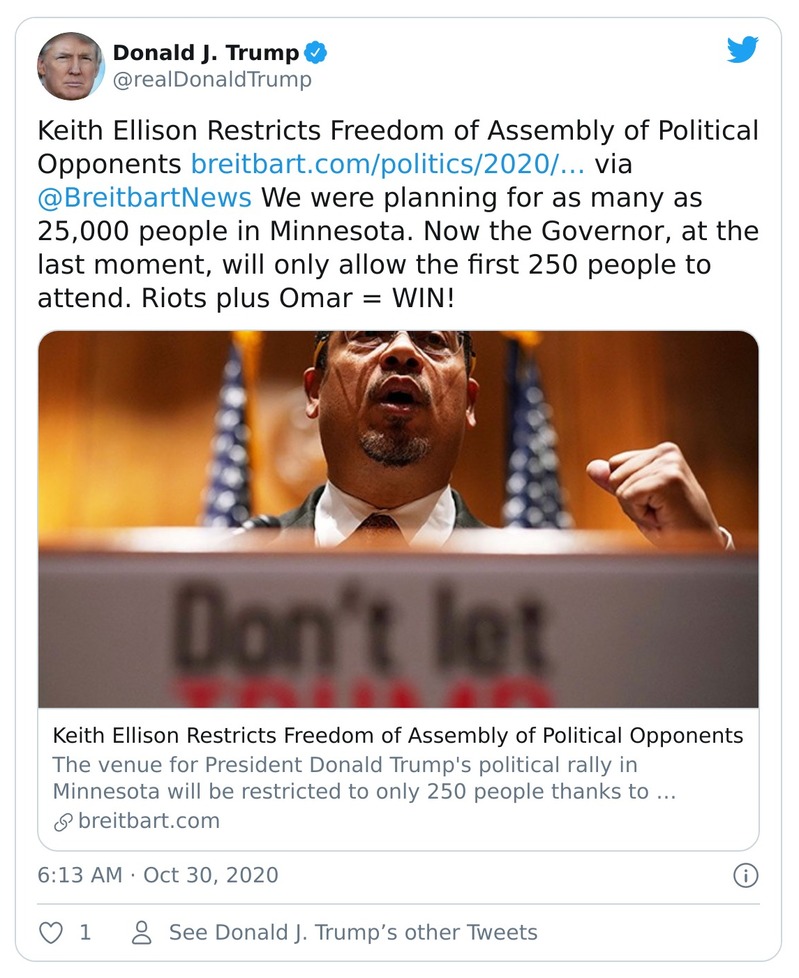 Donald J. Trump
@realDonaldTrump
Keith Ellison Restricts Freedom of Assembly of Political
Opponents breitbart.com/politics/2020/… via
@BreitbartNews We were planning for as many as
25,000 people in Minnesota. Now the Governor, at the
last moment, will only allow the first 250 people to
attend. Riots plus Omar = WIN!
Don't let
TRUMP
Keith Ellison Restricts Freedom of Assembly of Political Opponents
The venue for President Donald Trump's political rally in
Minnesota will be restricted to only 250 people thanks to …
breitbart.com
6:13 AM · Oct 30, 2020
1
See Donald J. Trump’s other Tweets